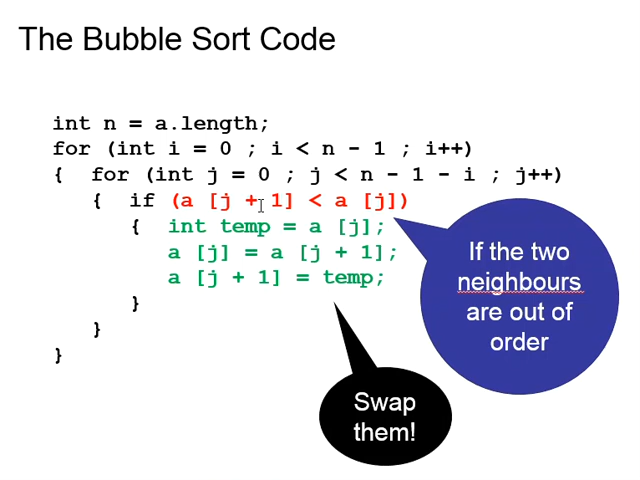 The Bubble Sort Code
int n = a.length;
for (int i = 0 ; i < n - 1 ; i++)
{ for (int j = 0 ; j < n - 1 - i ; j++)
{ if (a [j + 1] < a [j])
{ int temp = a [j];
a [j] = a [j + 1];
a [j + 1] = temp;
}
}
}
If the two
neighbours
are out of
order
Swap
them!